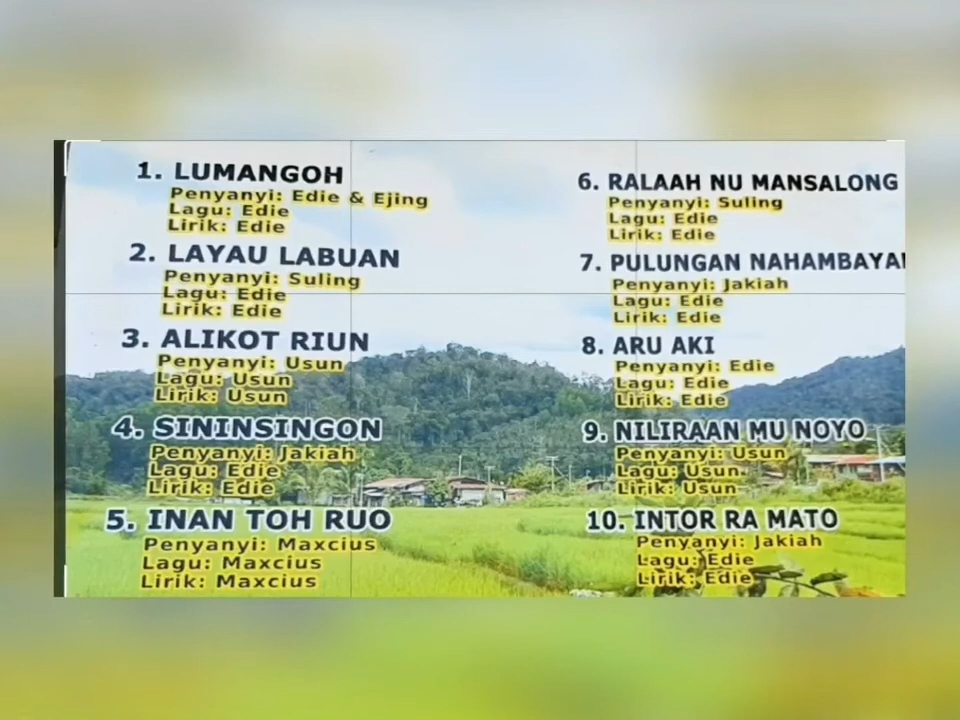 1. LUMANGOH
Penyanyi: Edie & Ejing
Lagu: Edie
Lirik: Edie
2. LAYAU LABUAN
Penyanyi: Suling
Lagu: Edie
Lirik: Edie
3. ALIKOT RIUN
Penyanyi: Usun
Lagu: Usun
Lirik: Usun
4. SININSINGON
Penyanyi: Jakiah
Lagu: Edie
Lirik: Edie
5. INAN TOH RUO
Penyanyi: Maxcius
Lagu: Maxcius
Lirik: Maxcius
6. RALAAH NU MANSALONG
Penyanyi: Suling
Lagu: Edie
Lirik: Edie
7. PULUNGAN
Penyanyi: Jakiah
Lagu: Edie
Lirik: Edie
8. ARU AKI
Penyanyi: Edie
Lagu: Edie
Lirik: Edie
9. NILIRAAN MU NOYO
Penyanyi: Usun
Lagu: Usun
Lirik: Usun
10. INTOR RA MATO
Penyanyi: Jakiah
Lagu: Edie
Lirik: Edie